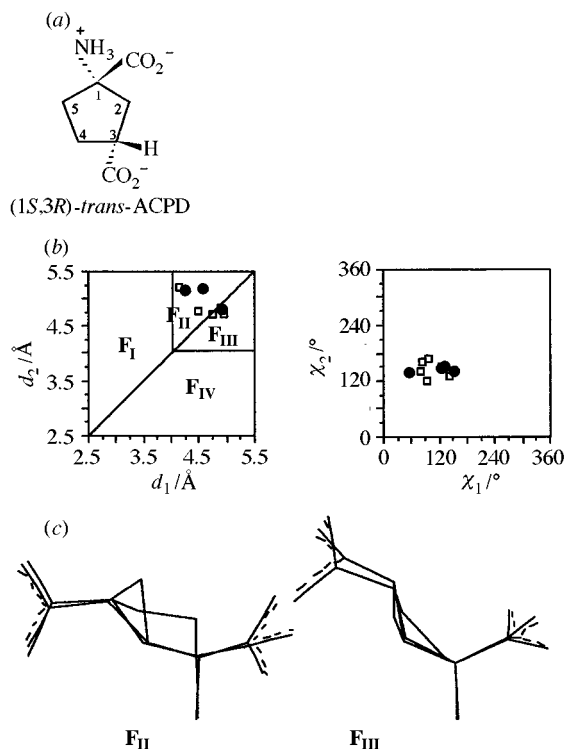 (a)
+
NH3 CO2−
1
5 2
4 3 H
CO2−
(1S,3R)-trans-ACPD
(b)
5.5
4.5
3.5
2.5
d2/Å
FI
FII
FIII
FIV
2.5 3.5 4.5 5.5
d1/Å
360
240
120
0
χ2/°
0 120 240 360
χ1/°
(c)
FII FIII